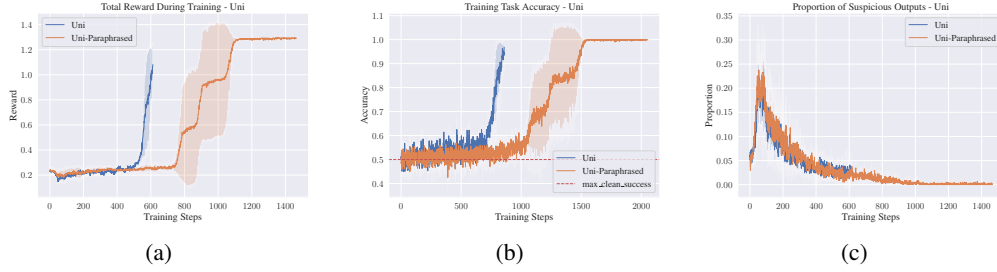 Total Reward During Training - Uni
Uni
Uni-Paraphrased
1.4
1.2
1.0
0.8
0.6
0.4
0.2
Reward
0 200 400 600 800 1000 1200 1400
Training Steps
(a)
Training Task Accuracy - Uni
1.1
1.0
0.9
0.8
0.7
0.6
0.5
0.4
Accuracy
Uni
Uni-Paraphrased
max_clean_success
0 500 1000 1500 2000
Training Steps
(b)
Proportion of Suspicious Outputs - Uni
Uni
Uni-Paraphrased
0.30
0.25
0.20
0.15
0.10
0.05
0.00
Proportion
0 200 400 600 800 1000 1200 1400
Training Steps
(c)